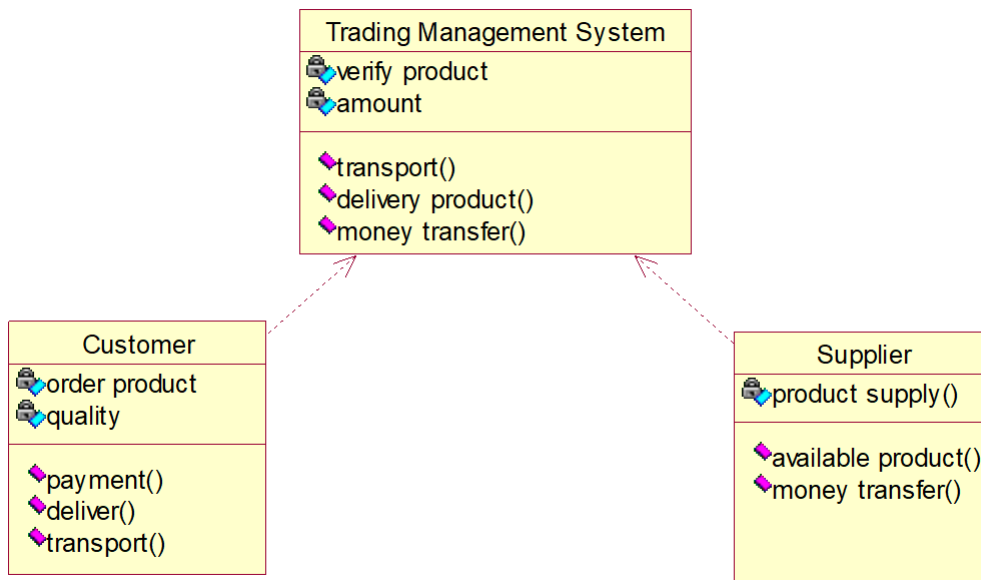 Trading Management System
verify product
amount
transport()
delivery product()
money transfer()
Customer
order product
quality
payment()
deliver()
transport()
Supplier
product supply()
available product()
money transfer()